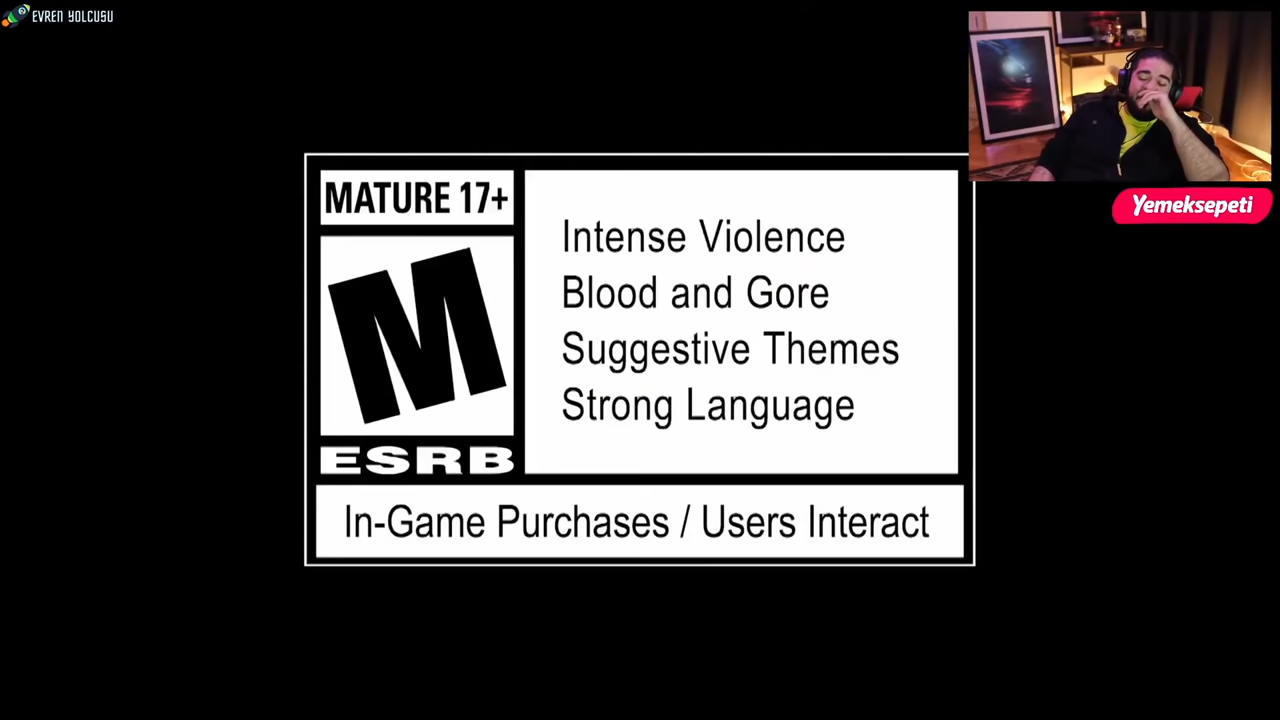 EVREN YOLCUSU
Yemeksepeti
MATURE 17+
M
ESRB
Intense Violence
Blood and Gore
Suggestive Themes
Strong Language
In-Game Purchases / Users Interact